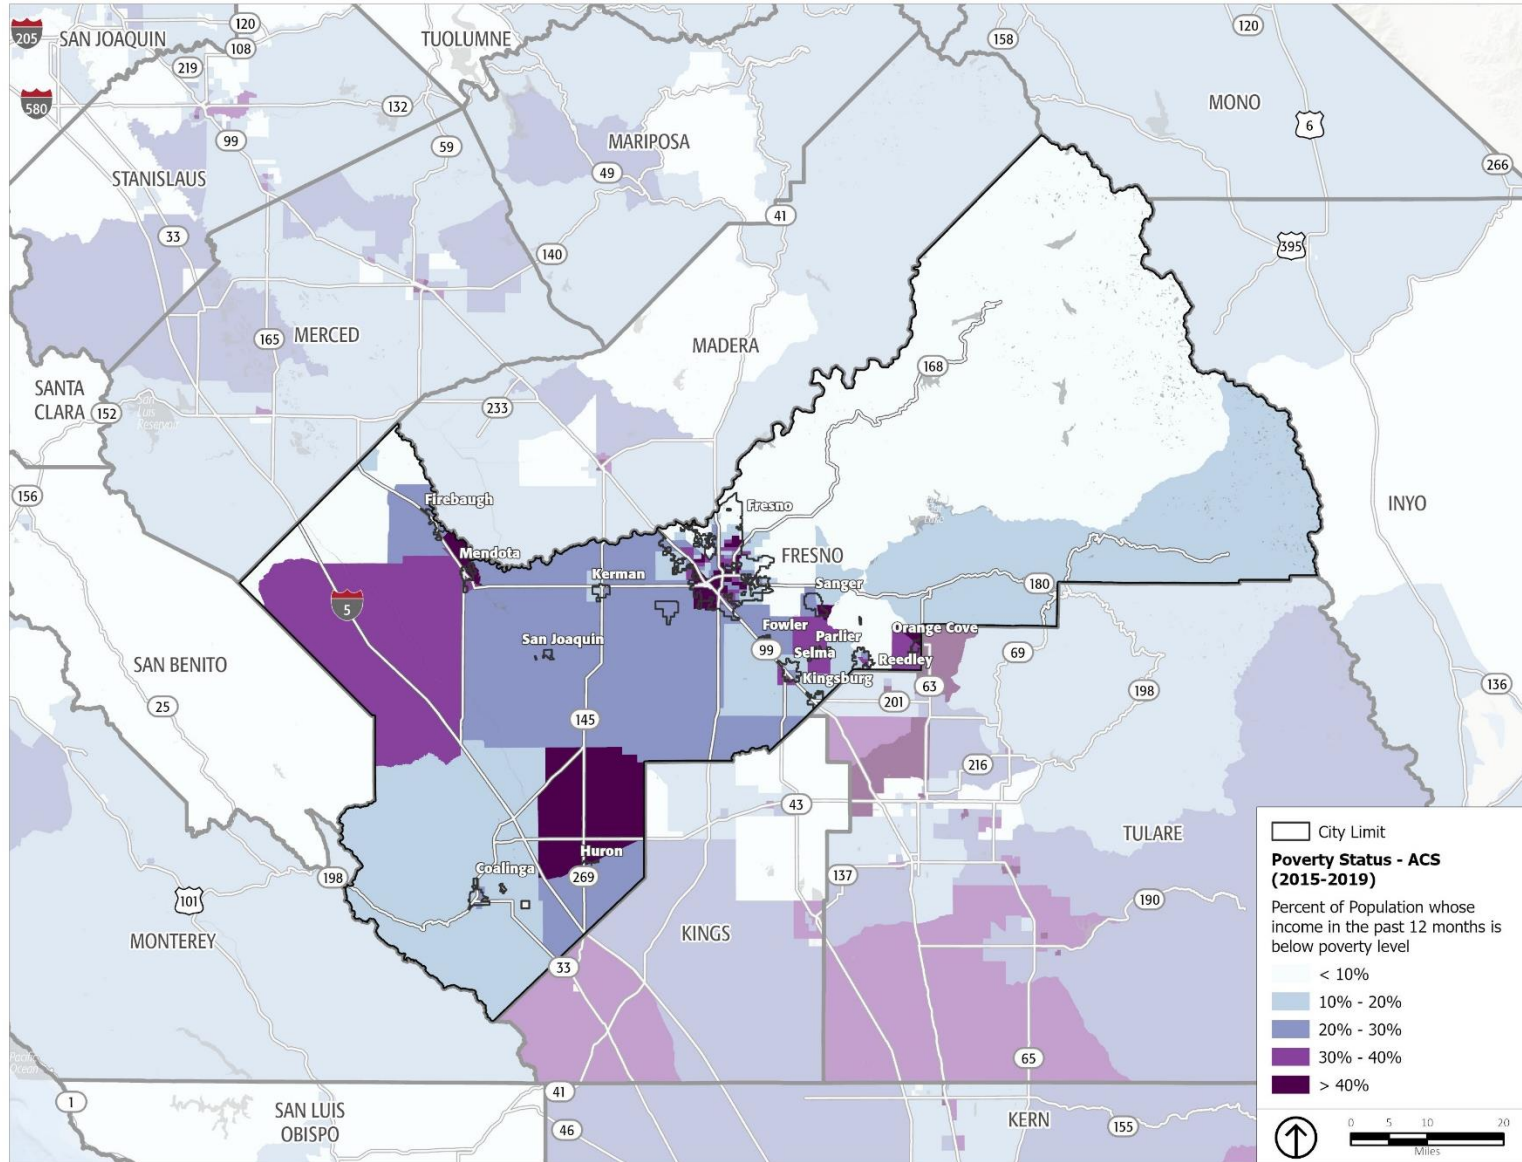 205
SAN JOAQUIN
120
108
219
TUOLUMNE
158
120
580
132
MONO
6
99
59
MARIPOSA
266
STANISLAUS
49
33
41
395
140
165
MERCED
MADERA
168
SANTA
CLARA
152
San
Luis
Reservoir
233
156
Firebaugh
Fresno
INYO
Mendota
FRESNO
Kerman
Sanger
180
5
Fowler
Orange Cove
San Joaquin
Parlier
99
Selma
Reedley
69
SAN BENITO
Kingsburg
63
198
136
25
201
145
216
43
TULARE
Huron
Coalinga
198
269
137
101
190
MONTEREY
KINGS
33
65
Pacific
Ocean
1
41
SAN LUIS
OBISPO
46
KERN
155
City Limit
Poverty Status - ACS
(2015-2019)
Percent of Population whose
income in the past 12 months is
below poverty level
< 10%
10% - 20%
20% - 30%
30% - 40%
> 40%
0 5 10 20
Miles